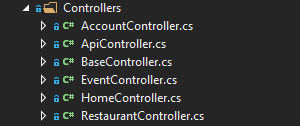 Controllers
C# AccountController.cs
C# ApiController.cs
C# BaseController.cs
C# EventController.cs
C# HomeController.cs
C# RestaurantController.cs